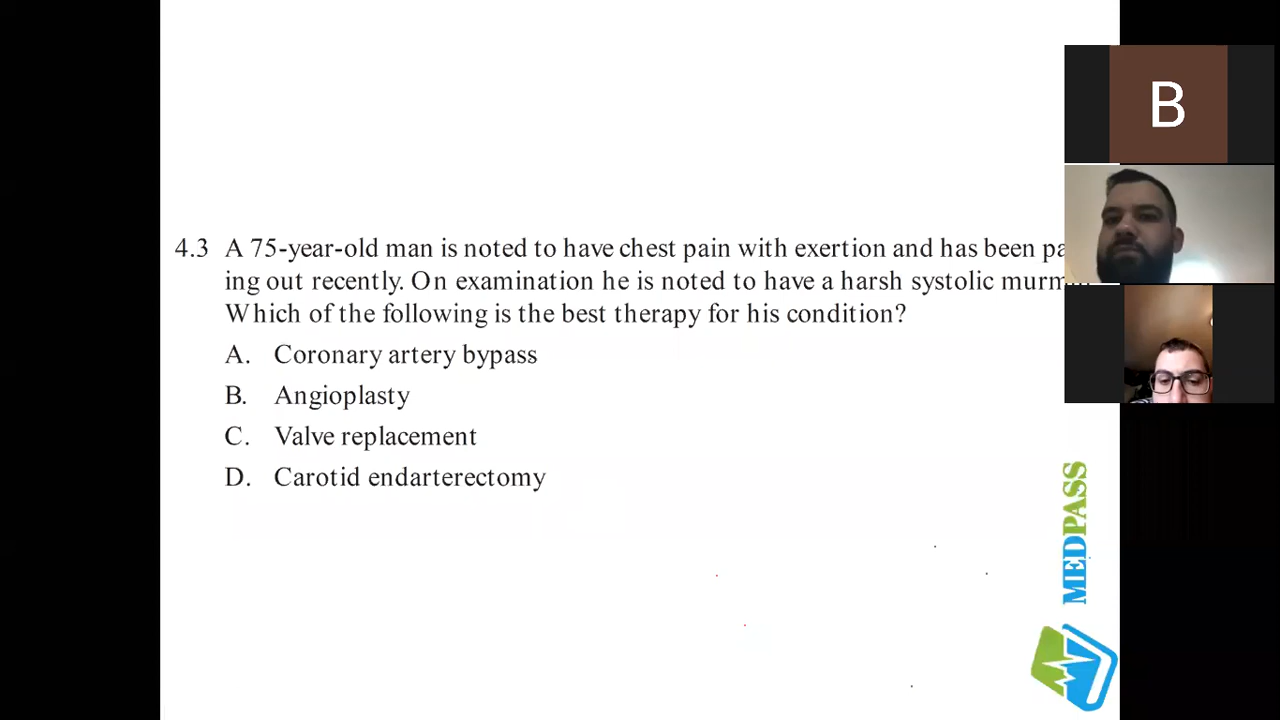 B
4.3 A 75-year-old man is noted to have chest pain with exertion and has been
ing out recently. On examination he is noted to have a harsh systolic
Which of the following is the best therapy for his condition?
A. Coronary artery bypass
B. Angioplasty
C. Valve replacement
D. Carotid endarterectomy
MEDPASS